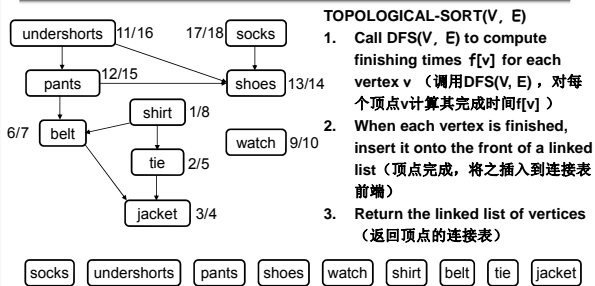 undershorts 11/16 17/18 socks
12/15
pants shoes 13/14
shirt 1/8
6/7 belt watch 9/10
tie 2/5
jacket 3/4
TOPOLOGICAL-SORT(V, E)
1. Call DFS(V, E) to compute
finishing times f[v] for each
vertex v （调用DFS(V, E) ，对每
个顶点v计算其完成时间f[v] ）
2. When each vertex is finished,
insert it onto the front of a linked
list（顶点完成，将之插入到连接表
前端）
3. Return the linked list of vertices
（返回顶点的连接表）
socks undershorts pants shoes watch shirt belt tie jacket